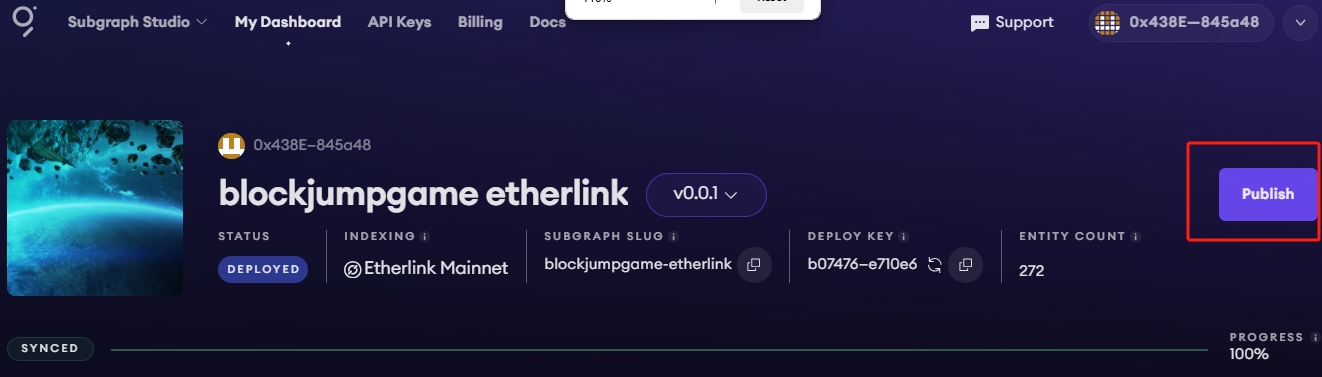 Subgraph Studio My Dashboard API Keys Billing Docs Support 0x438E—845a48
0x438E—845a48
blockjumpgame etherlink v0.0.1
Publish
STATUS INDEXING SUBGRAPH SLUG DEPLOY KEY ENTITY COUNT
DEPLOYED Etherlink Mainnet blockjumpgame-etherlink b07476—e710e6 272
SYNCED PROGRESS
100%